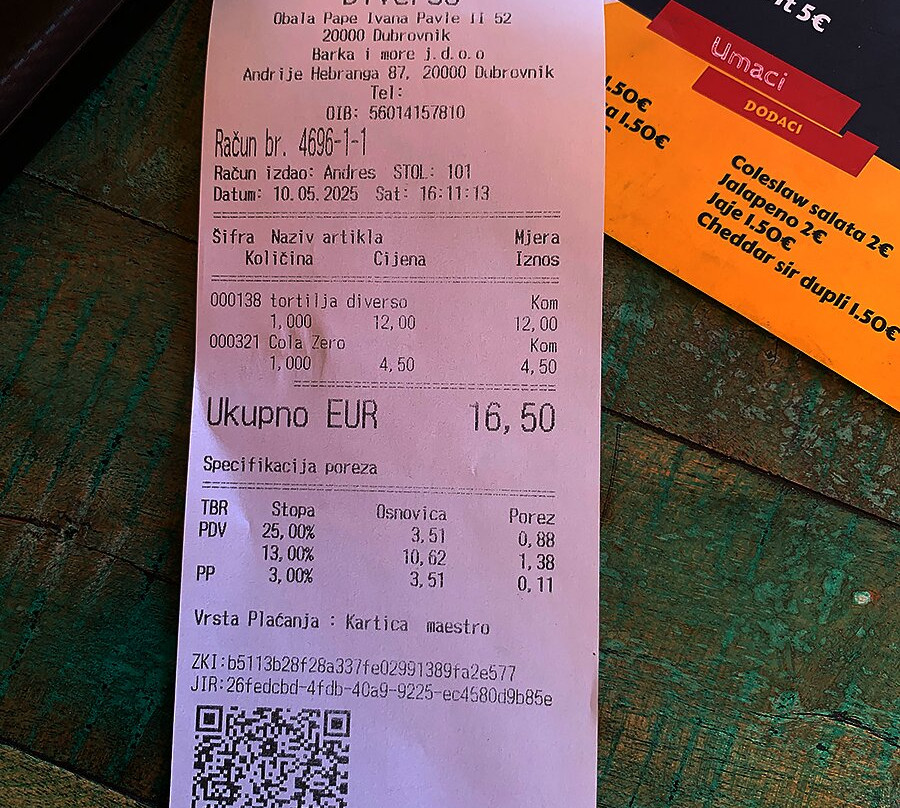 Diverso
Obala Pape Ivana Pavle II 52
20000 Dubrovnik
Barka i more j.d.o.o
Andrije Hebranga 87, 20000 Dubrovnik
Tel:
OIB: 56014157810
Račun br. 4696-1-1
Račun izdao: Andres STOL: 101
Datum: 10.05.2025 Sat: 16:11:13
Šifra Naziv artikla Mjera
Količina Cijena Iznos
000138 tortilja diverso Kom
1,000 12,00 12,00
000321 Cola Zero Kom
1,000 4,50 4,50
Ukupno EUR 16,50
Specifikacija poreza
TBR Stopa Osnovica Porez
PDV 25,00% 3,51 0,88
13,00% 10,62 1,38
PP 3,00% 3,51 0,11
Vrsta Plaćanja : Kartica maestro
ZKI:b5113b28f28a337fe02991389fa2e577
JIR:26fedcbd-4fdb-40a9-9225-ec4580d9b85e
5€
Umaci
DODACI
1.50€
1.50€
Coleslaw salata 2€
Jalapeno 2€
Jaje 1.50€
Cheddar sir dupli 1.50€